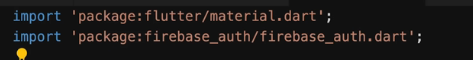 import 'package:flutter/material.dart';
import 'package:firebase_auth/firebase_auth.dart';